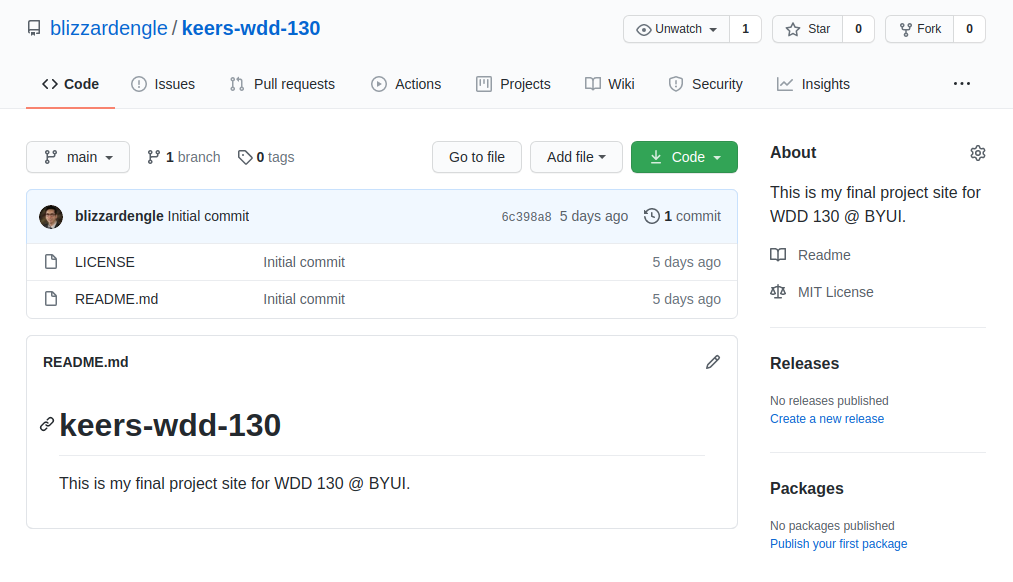 blizzardengle / keers-wdd-130
Unwatch 1 Star 0 Fork 0
Code Issues Pull requests Actions Projects Wiki Security Insights
main 1 branch 0 tags Go to file Add file Code
blizzardengle Initial commit 6c398a8 5 days ago 1 commit
LICENSE Initial commit 5 days ago
README.md Initial commit 5 days ago
README.md
keers-wdd-130
This is my final project site for WDD 130 @ BYUI.
About
This is my final project site for
WDD 130 @ BYUI.
Readme
MIT License
Releases
No releases published
Create a new release
Packages
No packages published
Publish your first package